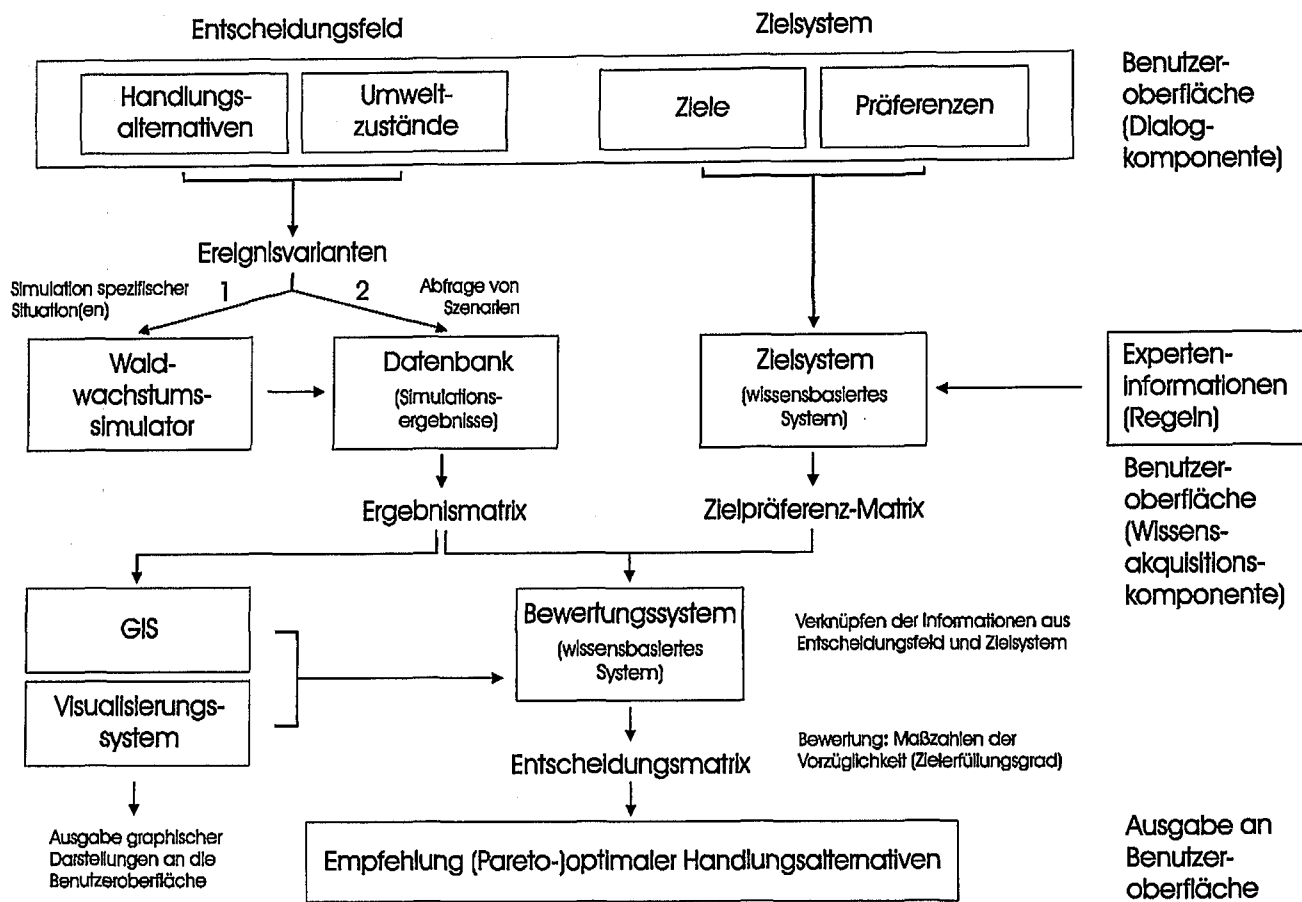 Entscheidungsfeld
Zielsystem
Handlungs-
alternativen
Umwelt-
zustände
Ziele
Präferenzen
Benutzer-
oberfläche
(Dialog-
komponente)
Ereignisvarianten
Simulation spezifischer
Situation(en)
1
2
Abfrage von
Szenarien
Wald-
wachstums-
simulator
Datenbank
(Simulations-
ergebnisse)
Zielsystem
(wissensbasiertes
System)
Experten-
informationen
(Regeln)
Ergebnismatrix
Zielpräferenz-Matrix
Benutzer-
oberfläche
(Wissens-
akquisitions-
komponente)
GIS
Visualisierungs-
system
Bewertungssystem
(wissensbasiertes
System)
Verknüpfen der Informationen aus
Entscheidungsfeld und Zielsystem
Entscheidungsmatrix
Bewertung: Maßzahlen der
Vorzüglichkeit (Zielerfüllungsgrad)
Ausgabe graphischer
Darstellungen an die
Benutzeroberfläche
Empfehlung (Pareto-)optimaler Handlungsalternativen
Ausgabe an
Benutzer-
oberfläche